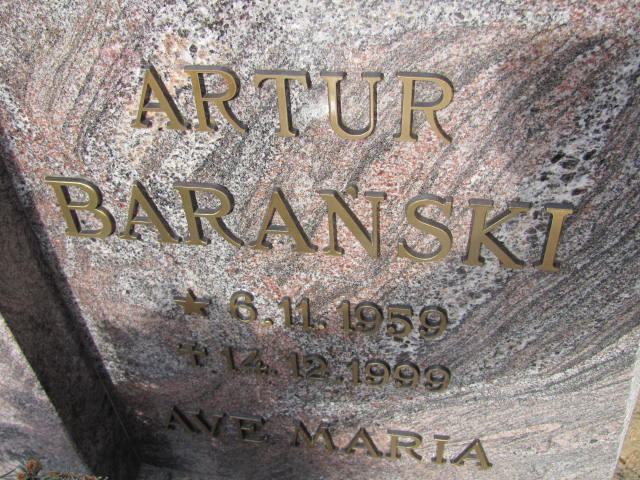 ARTUR
BARAŃSKI
★ 6.11.1959
✝ 14.12.1999
AVE MARIA